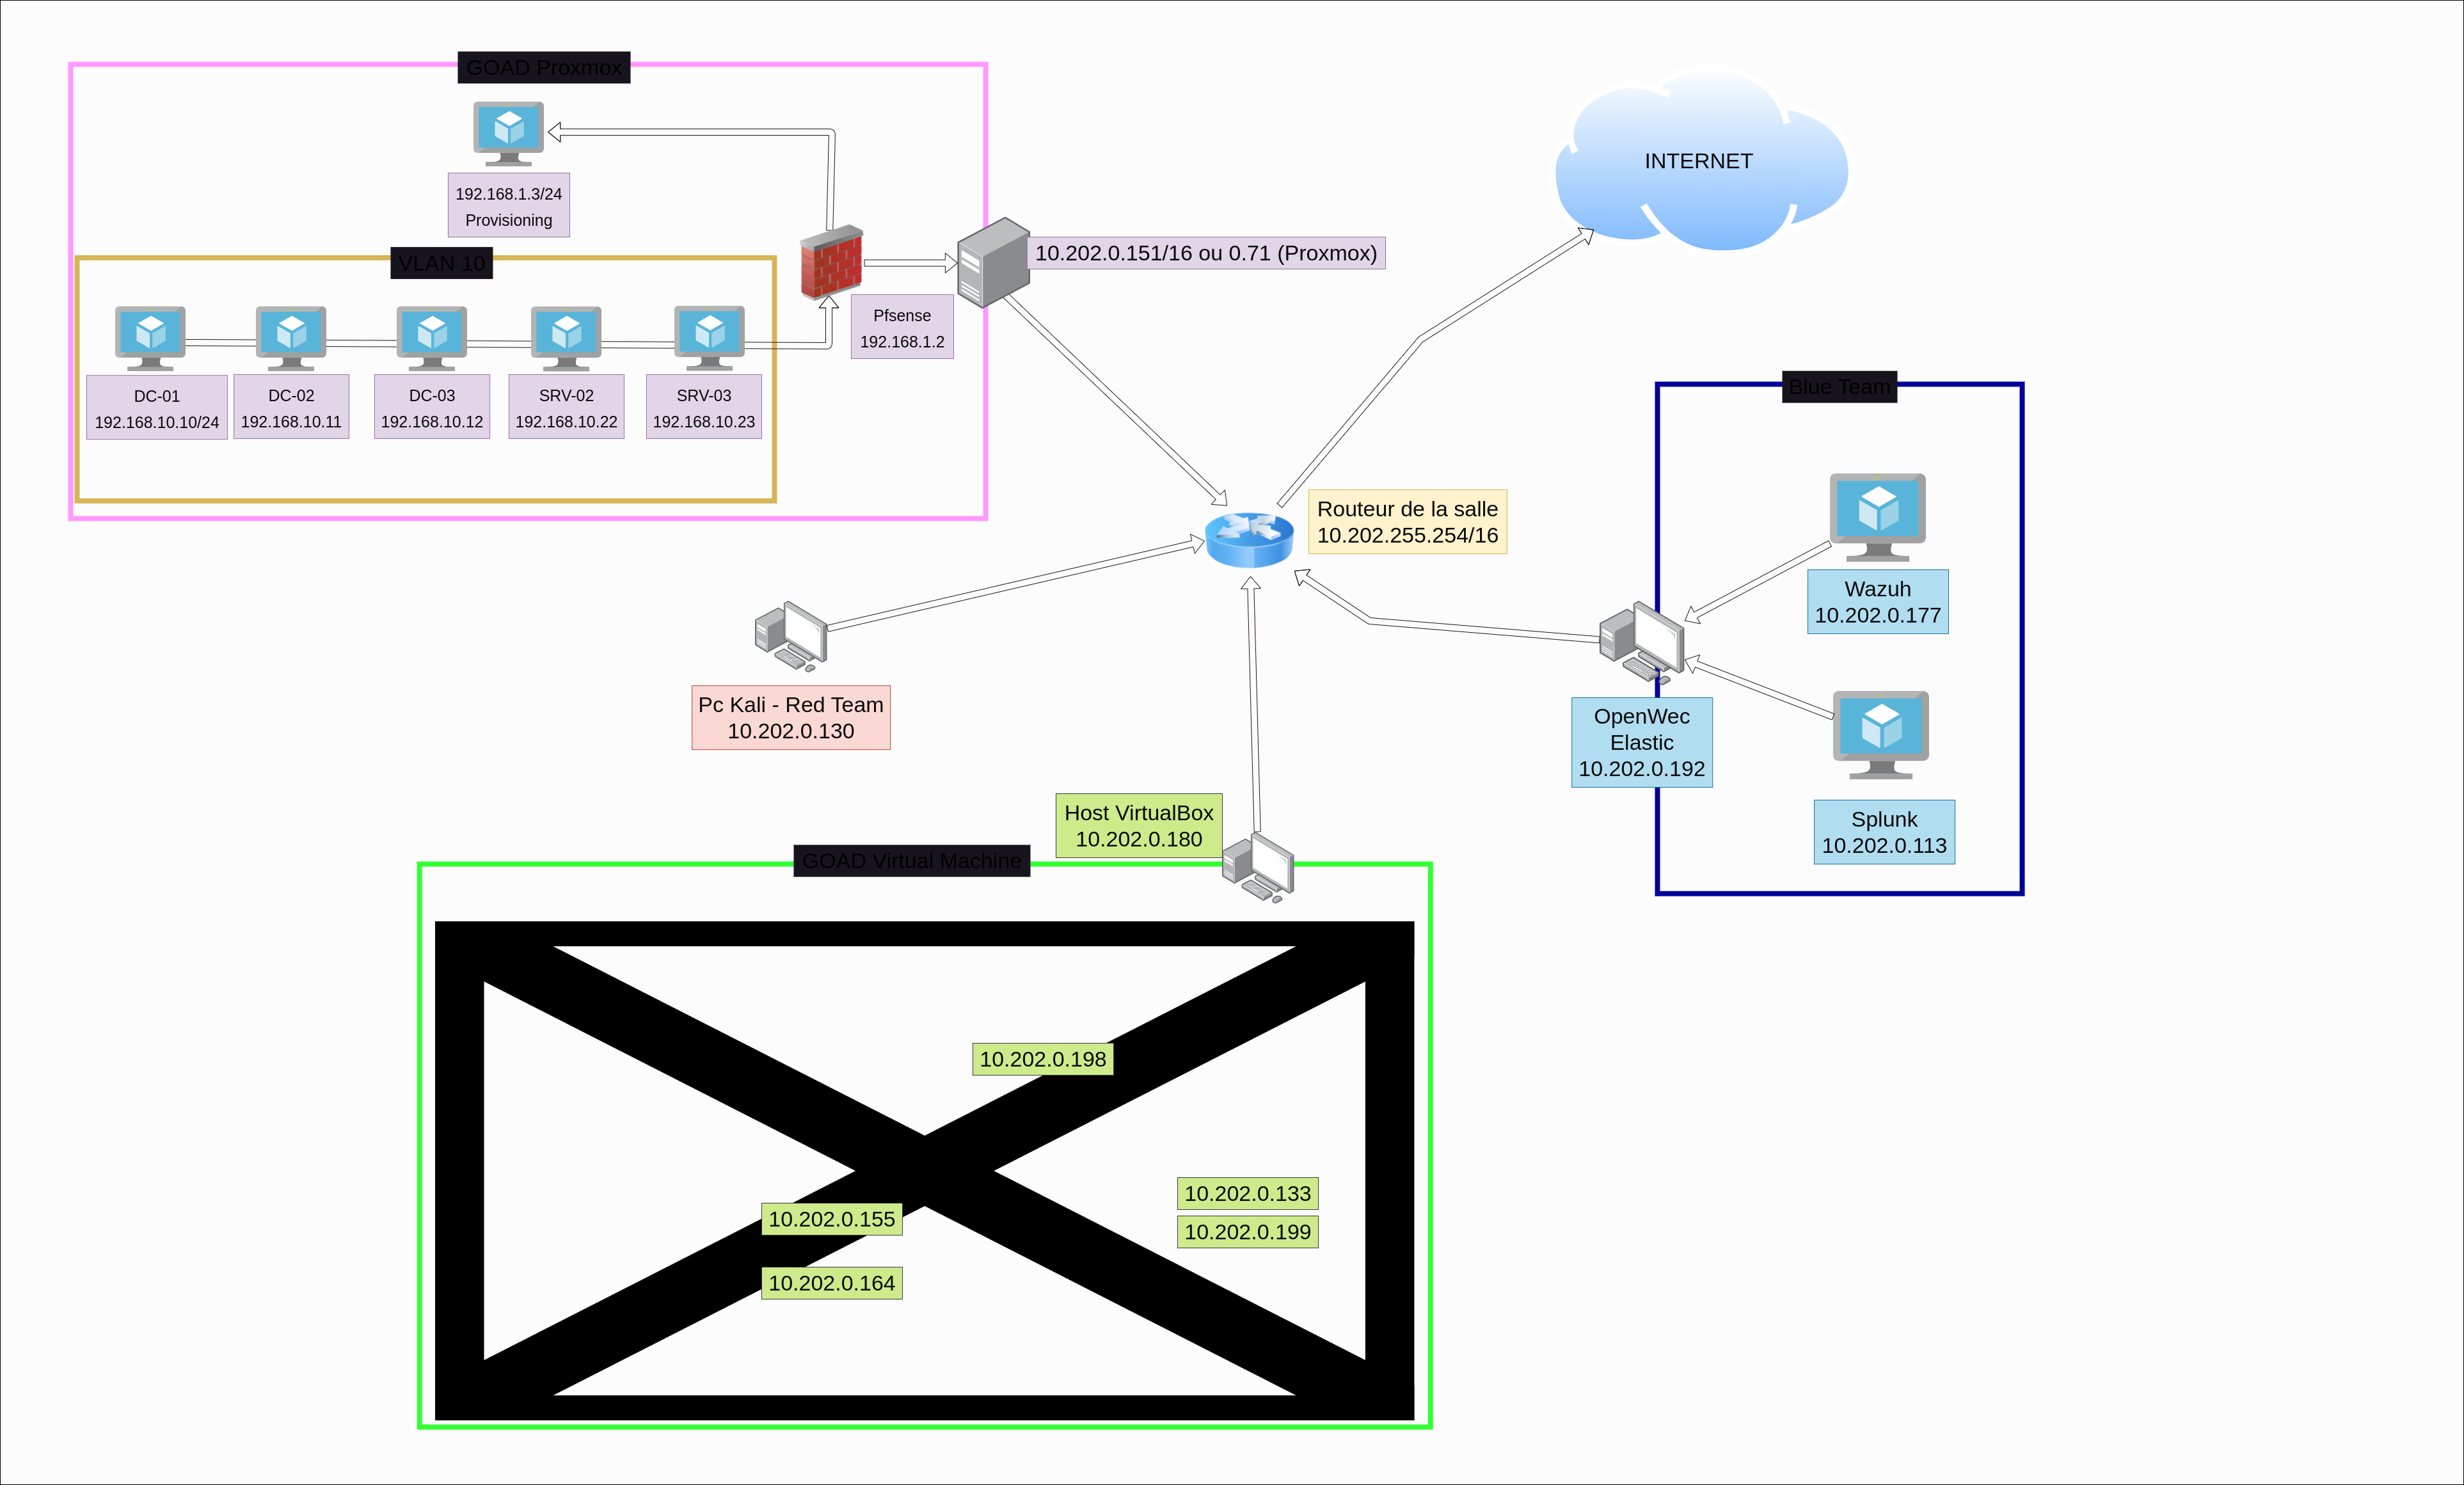 GOAD Proxmox
192.168.1.3/24
Provisioning
VLAN 10
DC-01
192.168.10.10/24
DC-02
192.168.10.11
DC-03
192.168.10.12
SRV-02
192.168.10.22
SRV-03
192.168.10.23
Pfsense
192.168.1.2
10.202.0.151/16 ou 0.71 (Proxmox)
INTERNET
Routeur de la salle
10.202.255.254/16
Blue Team
Wazuh
10.202.0.177
OpenWec
Elastic
10.202.0.192
Splunk
10.202.0.113
Pc Kali - Red Team
10.202.0.130
Host VirtualBox
10.202.0.180
GOAD Virtual Machine
10.202.0.198
10.202.0.133
10.202.0.199
10.202.0.155
10.202.0.164